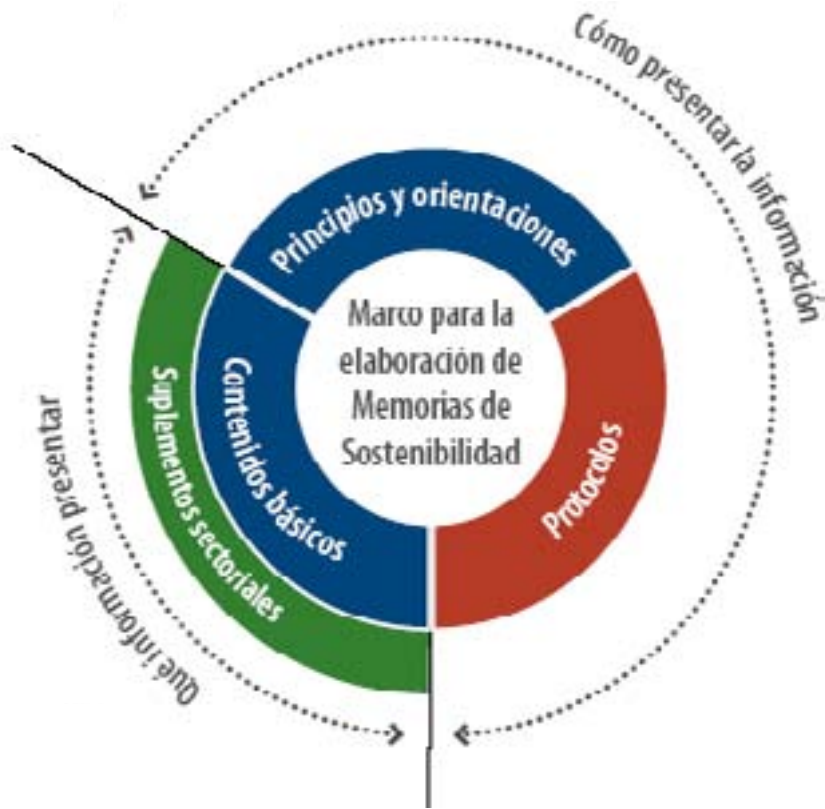 Cómo presentar la información
Principios y orientaciones
Marco para la
elaboración de
Memorias de
Sostenibilidad
Contenidos básicos
Suplementos sectoriales
Protocolos
Qué información presentar